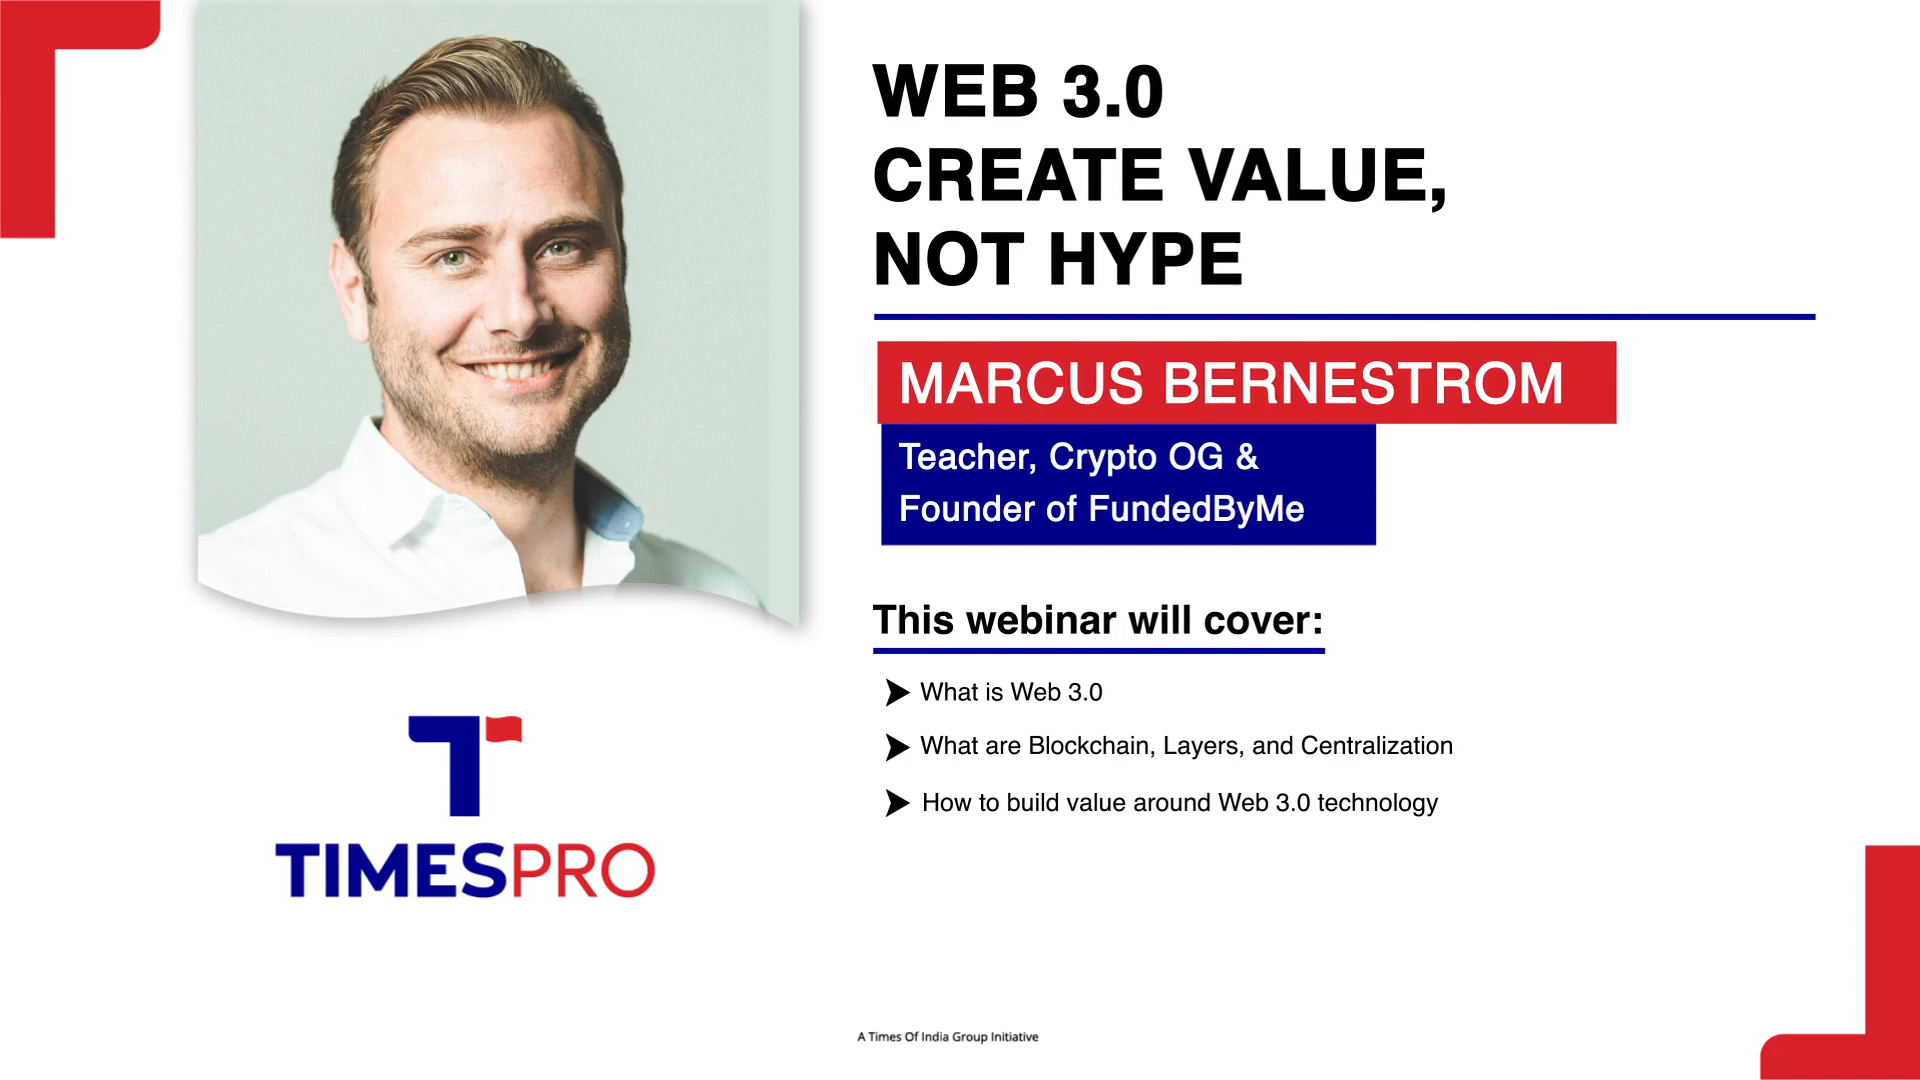 WEB 3.0
CREATE VALUE,
NOT HYPE
MARCUS BERNESTROM
Teacher, Crypto OG &
Founder of FundedByMe
This webinar will cover:
What is Web 3.0
What are Blockchain, Layers, and Centralization
How to build value around Web 3.0 technology
TIMESPRO
A Times Of India Group Initiative